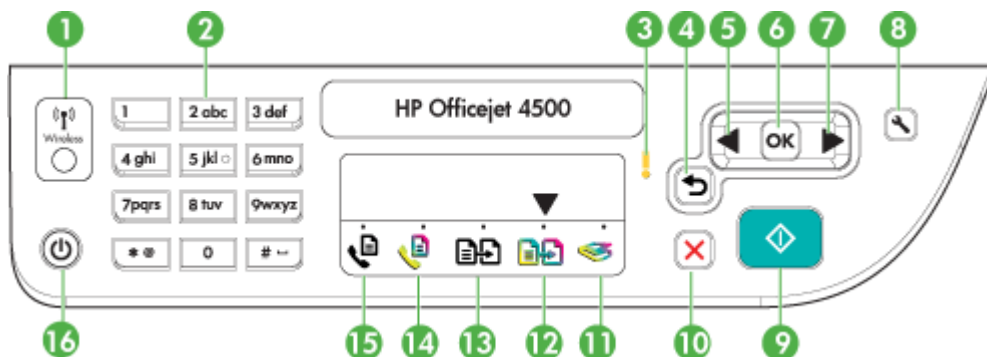 1 2 3 4 5 6 7 8
HP Officejet 4500
Wireless
1 2 abc 3 def
4 ghi 5 jkl 6 mno
OK
7pqrs 8 tuv 9wxyz
* @ 0 # ⎵
16 15 14 13 12 11 10 9